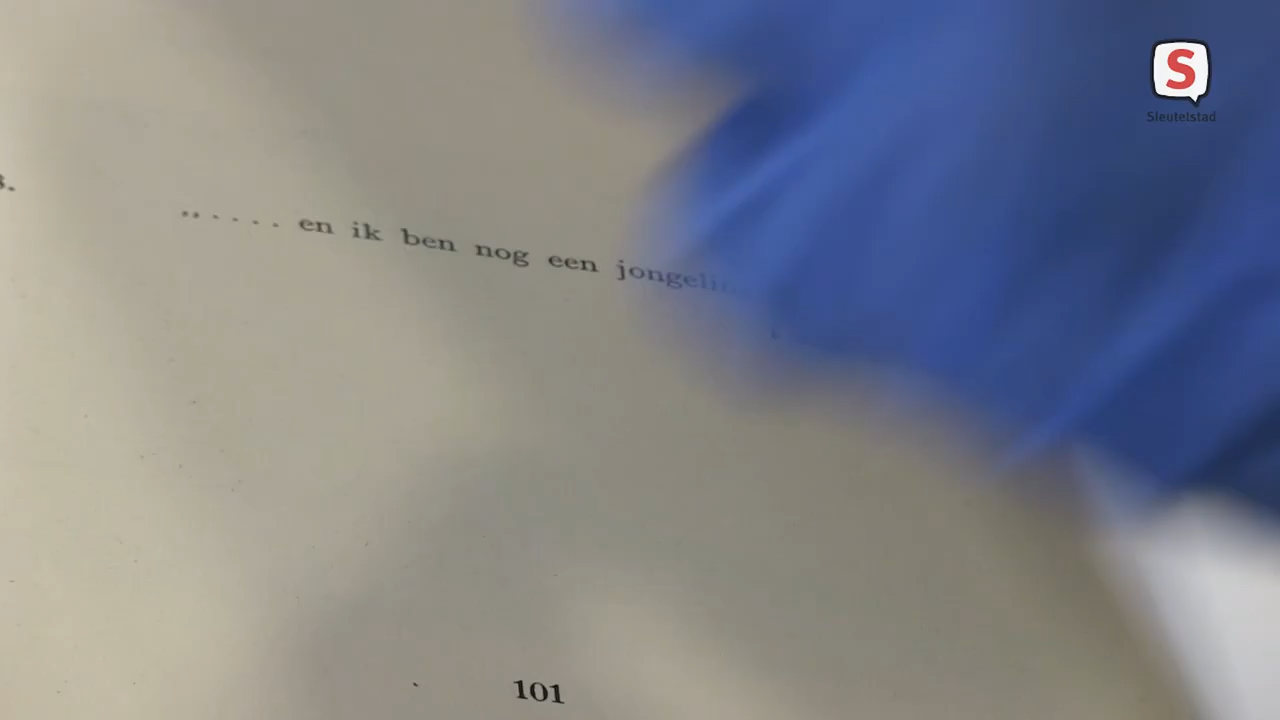 S
Sleutelstad
„.... en ik ben nog een
101